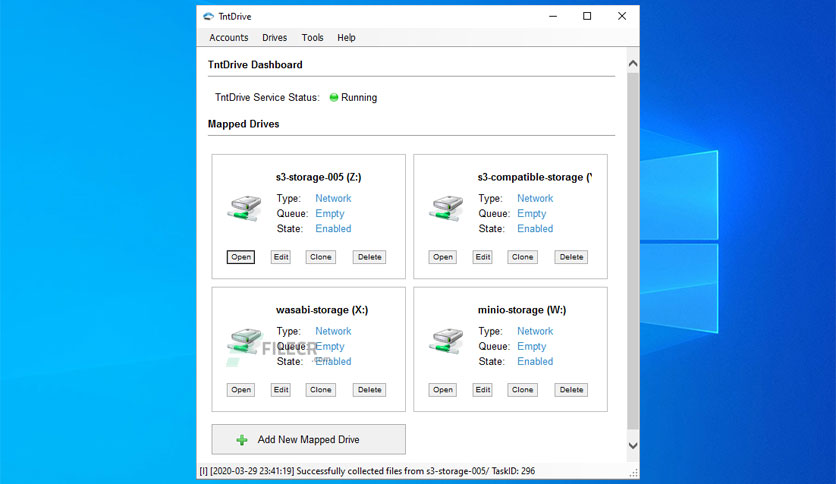 TntDrive
Accounts Drives Tools Help
TntDrive Dashboard
TntDrive Service Status: Running
Mapped Drives
s3-storage-005 (Z:)
Type: Network
Queue: Empty
State: Enabled
Open Edit Clone Delete
s3-compatible-storage (
Type: Network
Queue: Empty
State: Enabled
Open Edit Clone Delete
wasabi-storage (X:)
Type: Network
Queue: Empty
State: Enabled
FILECR
.com
Open Edit Clone Delete
minio-storage (W:)
Type: Network
Queue: Empty
State: Enabled
Open Edit Clone Delete
Add New Mapped Drive
[I] [2020-03-29 23:41:19] Successfully collected files from s3-storage-005/ TaskID: 296